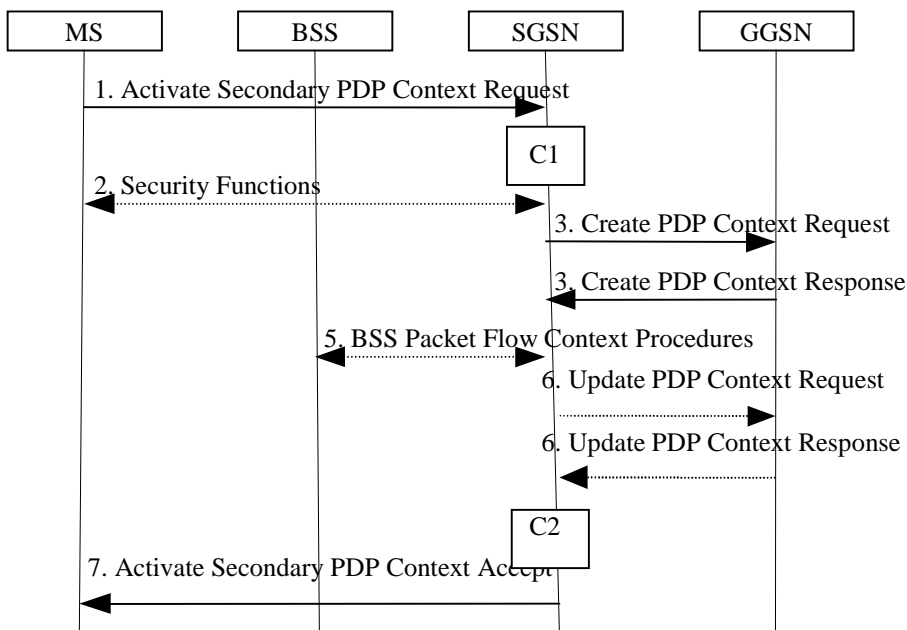 MS
BSS
SGSN
GGSN
1. Activate Secondary PDP Context Request
C1
2. Security Functions
3. Create PDP Context Request
3. Create PDP Context Response
5. BSS Packet Flow Context Procedures
6. Update PDP Context Request
6. Update PDP Context Response
C2
7. Activate Secondary PDP Context Accept